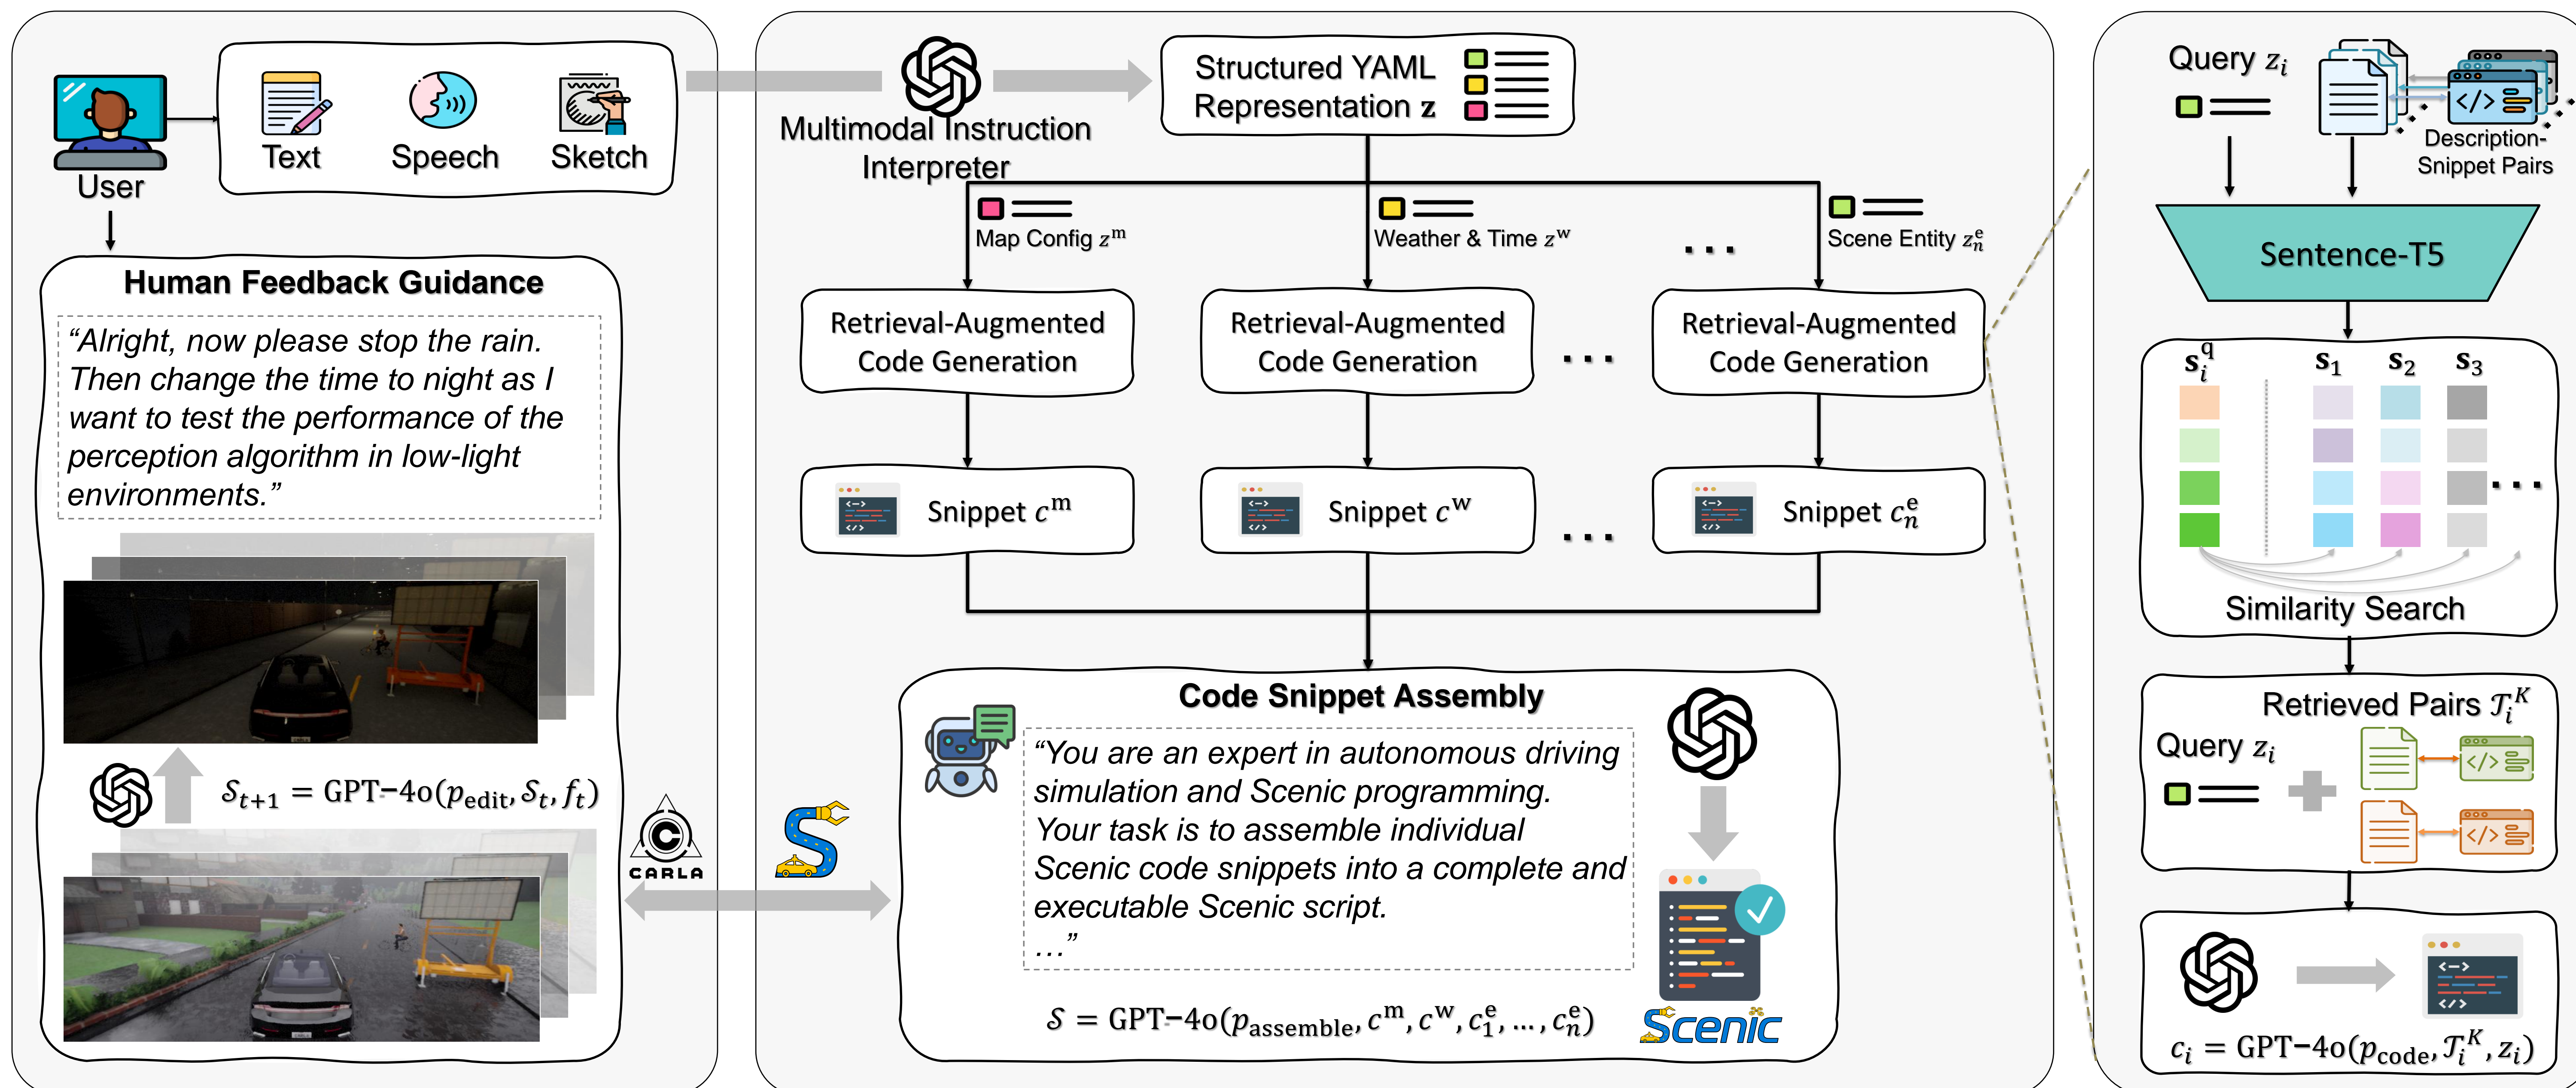 Text
Speech
Sketch
User
Human Feedback Guidance
“Alright, now please stop the rain.
Then change the time to night as I
want to test the performance of the
perception algorithm in low-light
environments.”
𝒮_{t+1} = GPT−4o(p_edit, 𝒮_t, f_t)
CARLA
Multimodal Instruction
Interpreter
Structured YAML
Representation z
Map Config z^m
Weather & Time z^w
...
Scene Entity z_n^e
Retrieval-Augmented
Code Generation
Retrieval-Augmented
Code Generation
...
Retrieval-Augmented
Code Generation
Snippet c^m
Snippet c^w
...
Snippet c_n^e
Code Snippet Assembly
“You are an expert in autonomous driving
simulation and Scenic programming.
Your task is to assemble individual
Scenic code snippets into a complete and
executable Scenic script.
…”
𝒮 = GPT−4o(p_assemble, c^m, c^w, c_1^e, …, c_n^e)
Scenic
Query z_i
Description-
Snippet Pairs
Sentence-T5
s_i^q s_1 s_2 s_3
...
Similarity Search
Retrieved Pairs 𝒯_i^K
Query z_i
c_i = GPT−4o(p_code, 𝒯_i^K, z_i)